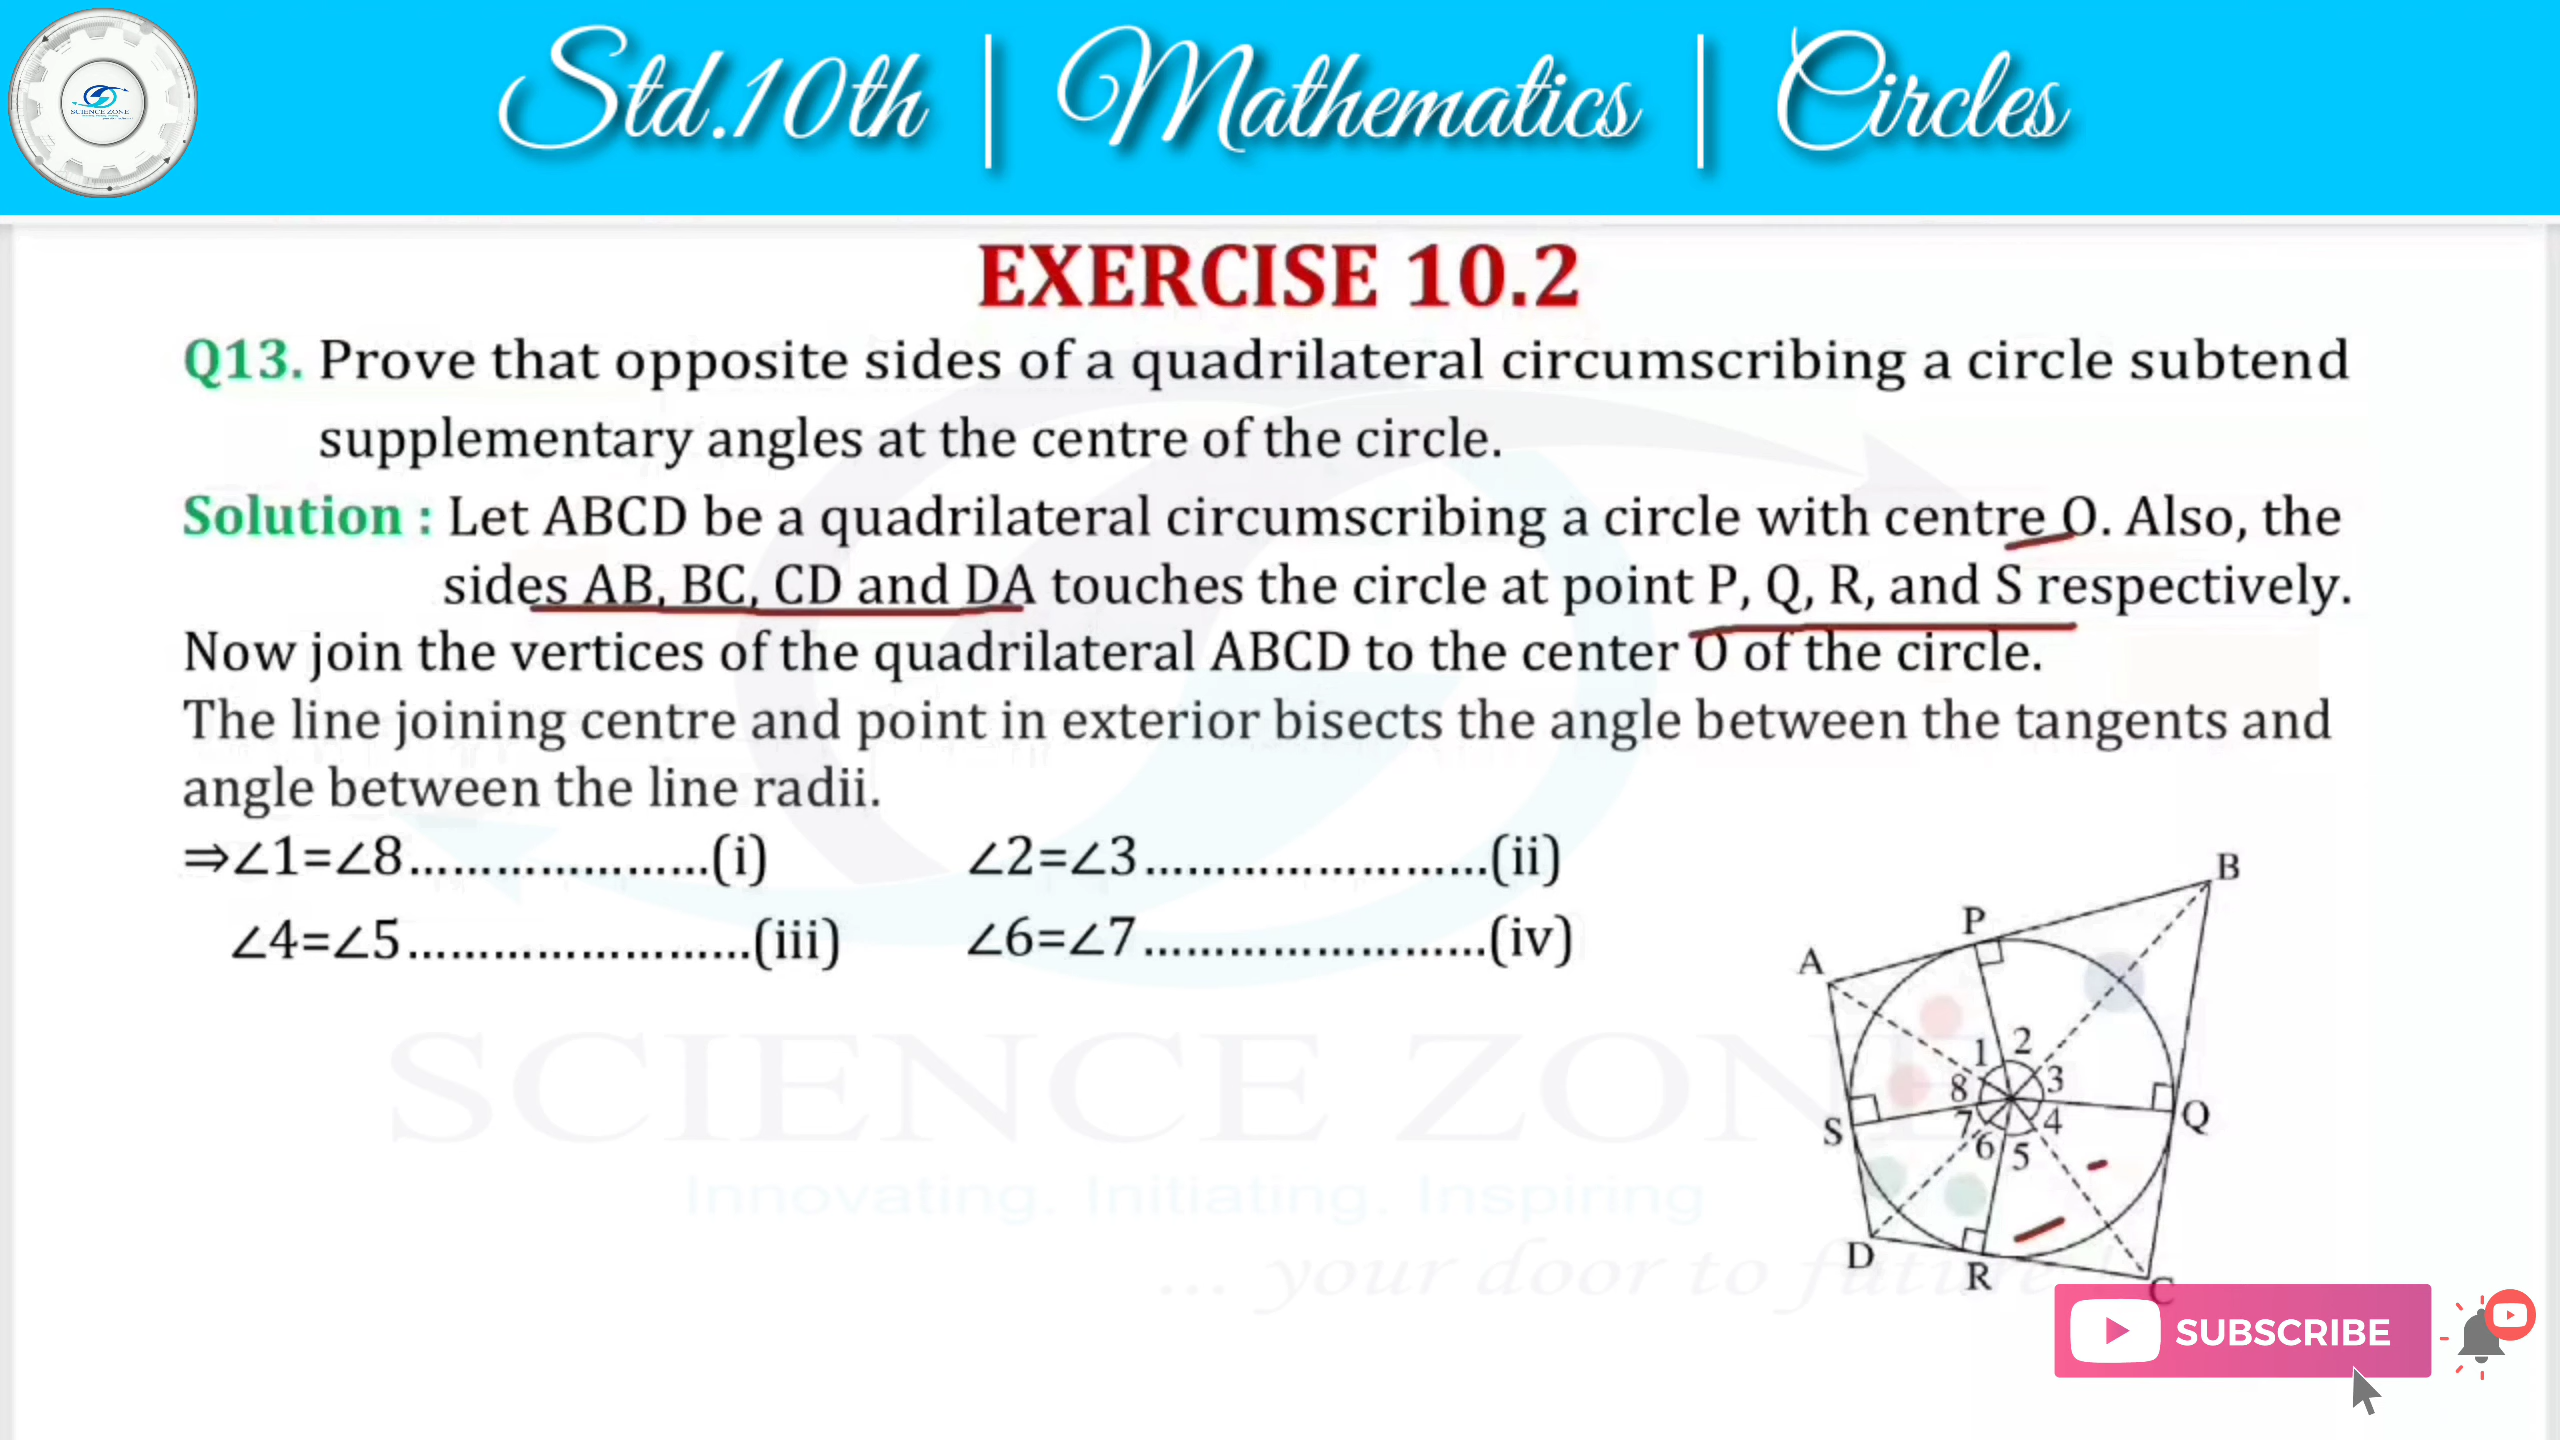 SCIENCE ZONE
Std.10th | Mathematics | Circles
EXERCISE 10.2
Q13. Prove that opposite sides of a quadrilateral circumscribing a circle subtend
supplementary angles at the centre of the circle.
Solution : Let ABCD be a quadrilateral circumscribing a circle with centre O. Also, the
sides AB, BC, CD and DA touches the circle at point P, Q, R, and S respectively.
Now join the vertices of the quadrilateral ABCD to the center O of the circle.
The line joining centre and point in exterior bisects the angle between the tangents and
angle between the line radii.
⇒∠1=∠8.....................(i) ∠2=∠3........................(ii)
∠4=∠5........................(iii) ∠6=∠7........................(iv)
B
P
A
1 2
8 3
S 7 4 Q
6 5
D R C
SCIENCE ZONE
Innovating. Initiating. Inspiring
... your door to future
SUBSCRIBE